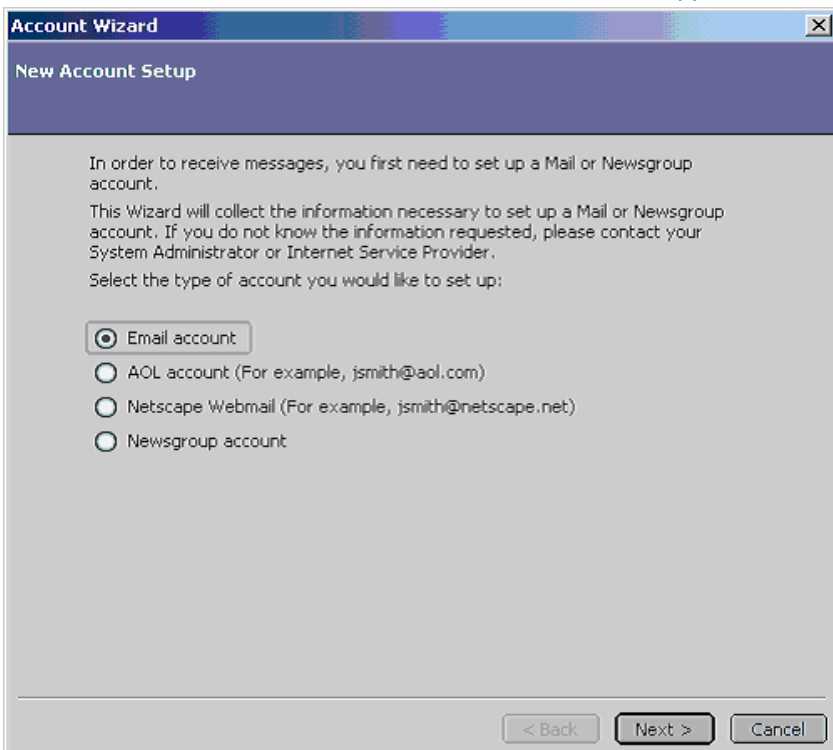 Account Wizard
New Account Setup
In order to receive messages, you first need to set up a Mail or Newsgroup
account.
This Wizard will collect the information necessary to set up a Mail or Newsgroup
account. If you do not know the information requested, please contact your
System Administrator or Internet Service Provider.
Select the type of account you would like to set up:
Email account
AOL account (For example, jsmith@aol.com)
Netscape Webmail (For example, jsmith@netscape.net)
Newsgroup account
< Back Next > Cancel